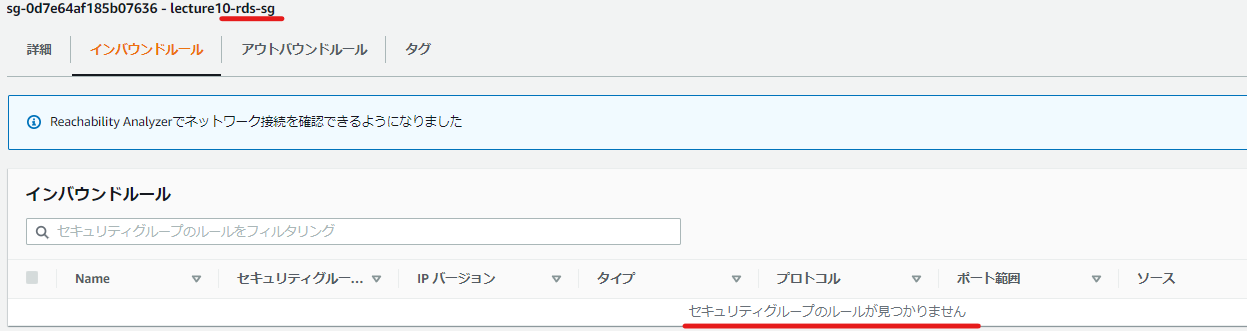 sg-0d7e64af185b07636 - lecture10-rds-sg
詳細 インバウンドルール アウトバウンドルール タグ
Reachability Analyzerでネットワーク接続を確認できるようになりました
インバウンドルール
セキュリティグループのルールをフィルタリング
Name セキュリティグルー... IP バージョン タイプ プロトコル ポート範囲 ソース
セキュリティグループのルールが見つかりません